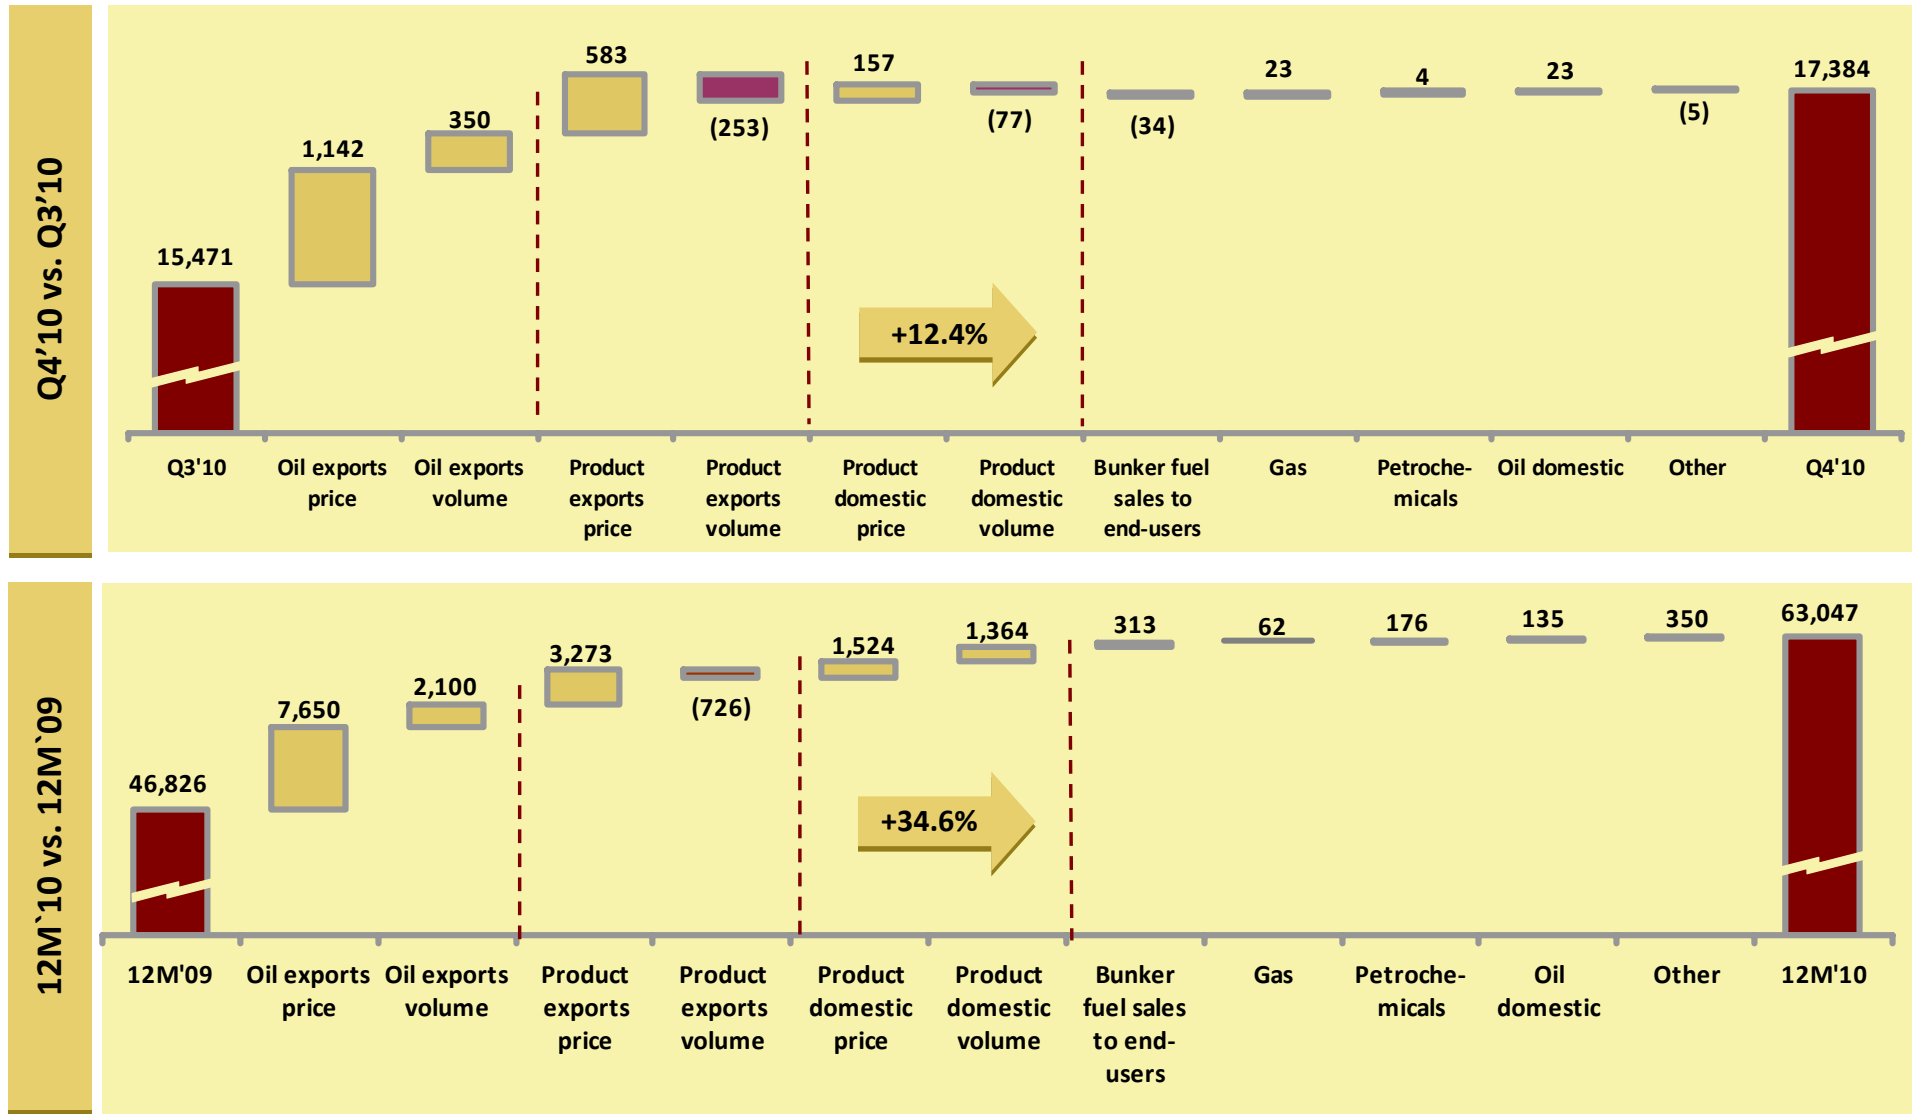 Q4’10 vs. Q3’10
583
157
23
4
23
17,384
350
(253)
(77)
(34)
(5)
1,142
15,471
+12.4%
Q3'10
Oil exports
price
Oil exports
volume
Product
exports
price
Product
exports
volume
Product
domestic
price
Product
domestic
volume
Bunker fuel
sales to
end-users
Gas
Petroche-
micals
Oil domestic
Other
Q4'10
12M`10 vs. 12M`09
46,826
7,650
2,100
3,273
(726)
1,524
1,364
313
62
176
135
350
63,047
+34.6%
12M'09
Oil exports
price
Oil exports
volume
Product
exports
price
Product
exports
volume
Product
domestic
price
Product
domestic
volume
Bunker
fuel sales
to end-
users
Gas
Petroche-
micals
Oil
domestic
Other
12M'10